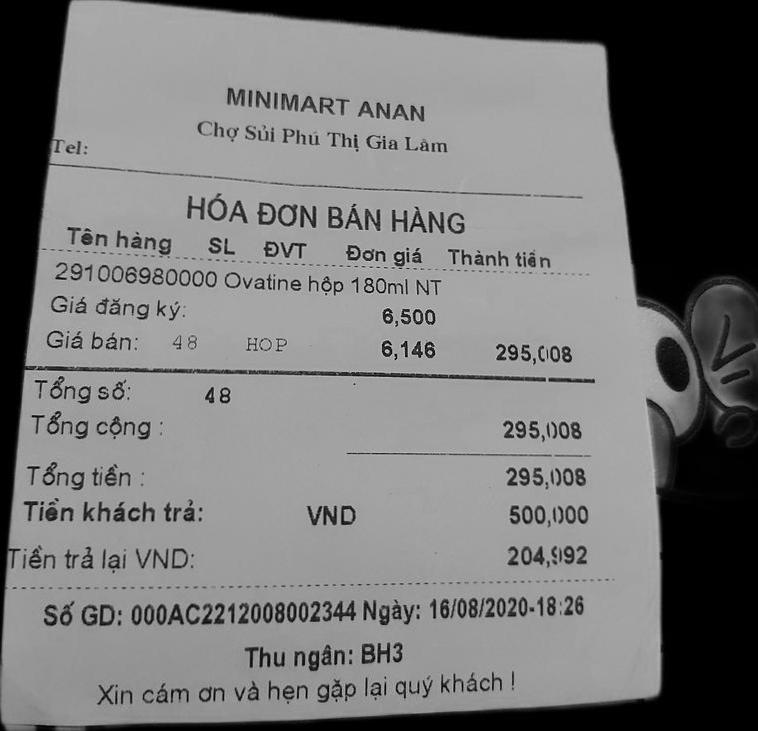 MINIMART ANAN
Chợ Sủi Phú Thị Gia Lâm
Tel:
HÓA ĐƠN BÁN HÀNG
Tên hàng SL ĐVT Đơn giá Thành tiền
291006980000 Ovatine hộp 180ml NT
Giá đăng ký: 6,500
Giá bán: 48 HOP 6,146 295,008
Tổng số: 48
Tổng cộng : 295,008
Tổng tiền : 295,008
Tiền khách trả: VND 500,000
Tiền trả lại VND: 204,992
Số GD: 000AC2212008002344 Ngày: 16/08/2020-18:26
Thu ngân: BH3
Xin cám ơn và hẹn gặp lại quý khách !